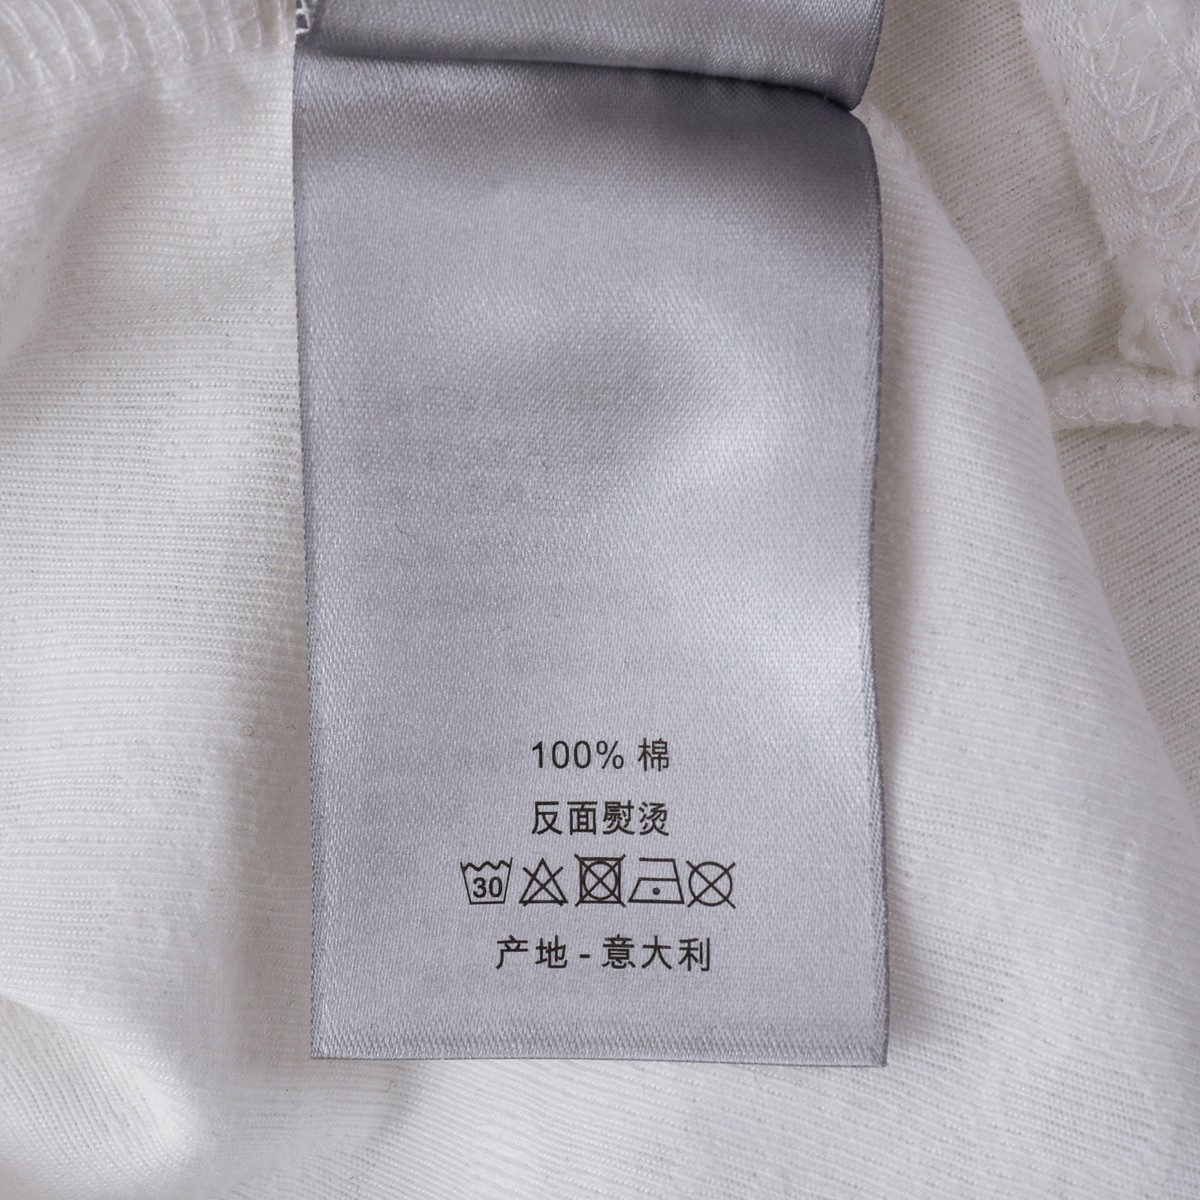 100% 棉
反面熨烫
30
产地 - 意大利